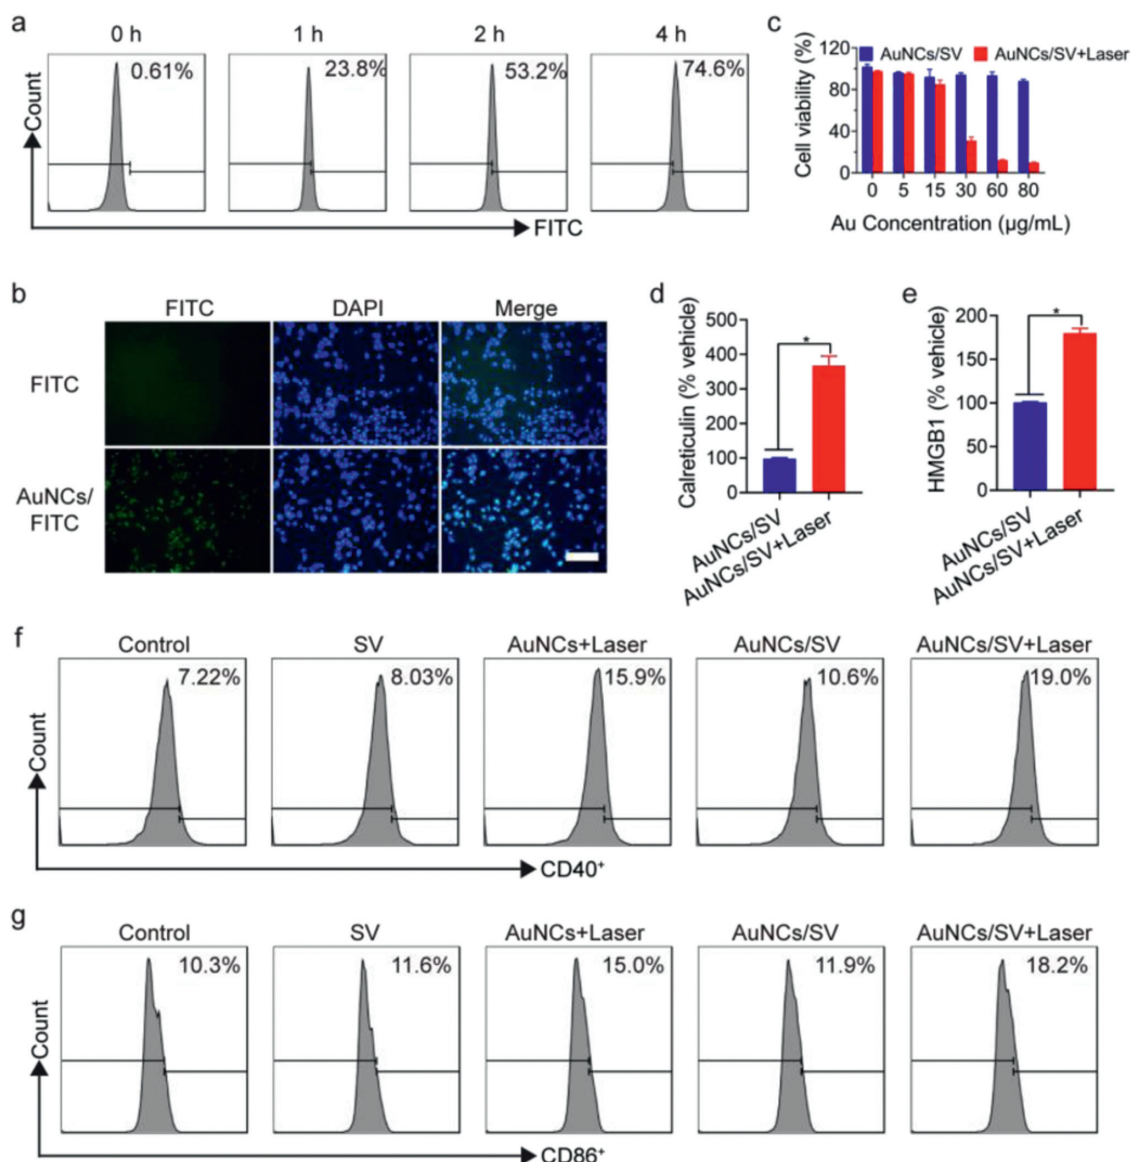 a
0 h
1 h
2 h
4 h
0.61%
23.8%
53.2%
74.6%
Count
FITC
c
AuNCs/SV
AuNCs/SV+Laser
Cell viability (%)
120
80
40
0
0 5 15 30 60 80
Au Concentration (µg/mL)
b
FITC DAPI Merge
FITC
AuNCs/
FITC
d
Calreticulin (% vehicle)
500
400
300
200
100
0
*
AuNCs/SV
AuNCs/SV+Laser
e
HMGB1 (% vehicle)
200
150
100
50
0
*
AuNCs/SV
AuNCs/SV+Laser
f
Control
SV
AuNCs+Laser
AuNCs/SV
AuNCs/SV+Laser
7.22%
8.03%
15.9%
10.6%
19.0%
Count
CD40⁺
g
Control
SV
AuNCs+Laser
AuNCs/SV
AuNCs/SV+Laser
10.3%
11.6%
15.0%
11.9%
18.2%
Count
CD86⁺